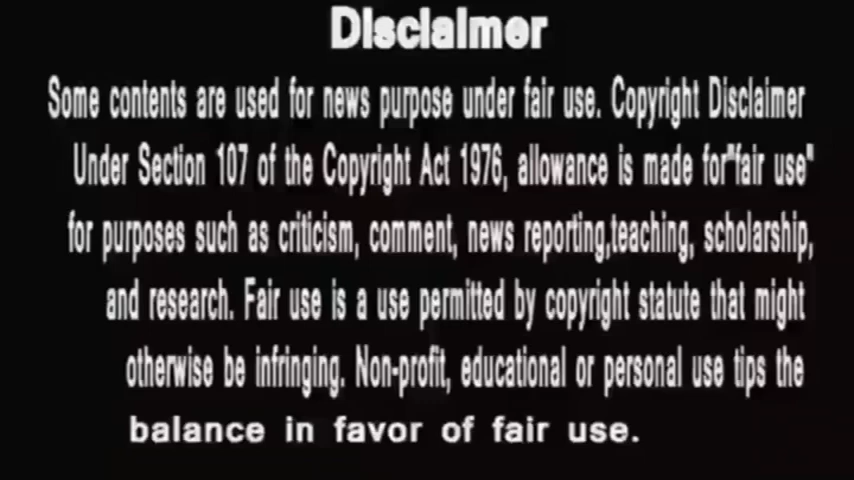 Disclaimer
Some contents are used for news purpose under fair use. Copyright Disclaimer
Under Section 107 of the Copyright Act 1976, allowance is made for"fair use"
for purposes such as criticism, comment, news reporting,teaching, scholarship,
and research. Fair use is a use permitted by copyright statute that might
otherwise be infringing. Non-profit, educational or personal use tips the
balance in favor of fair use.